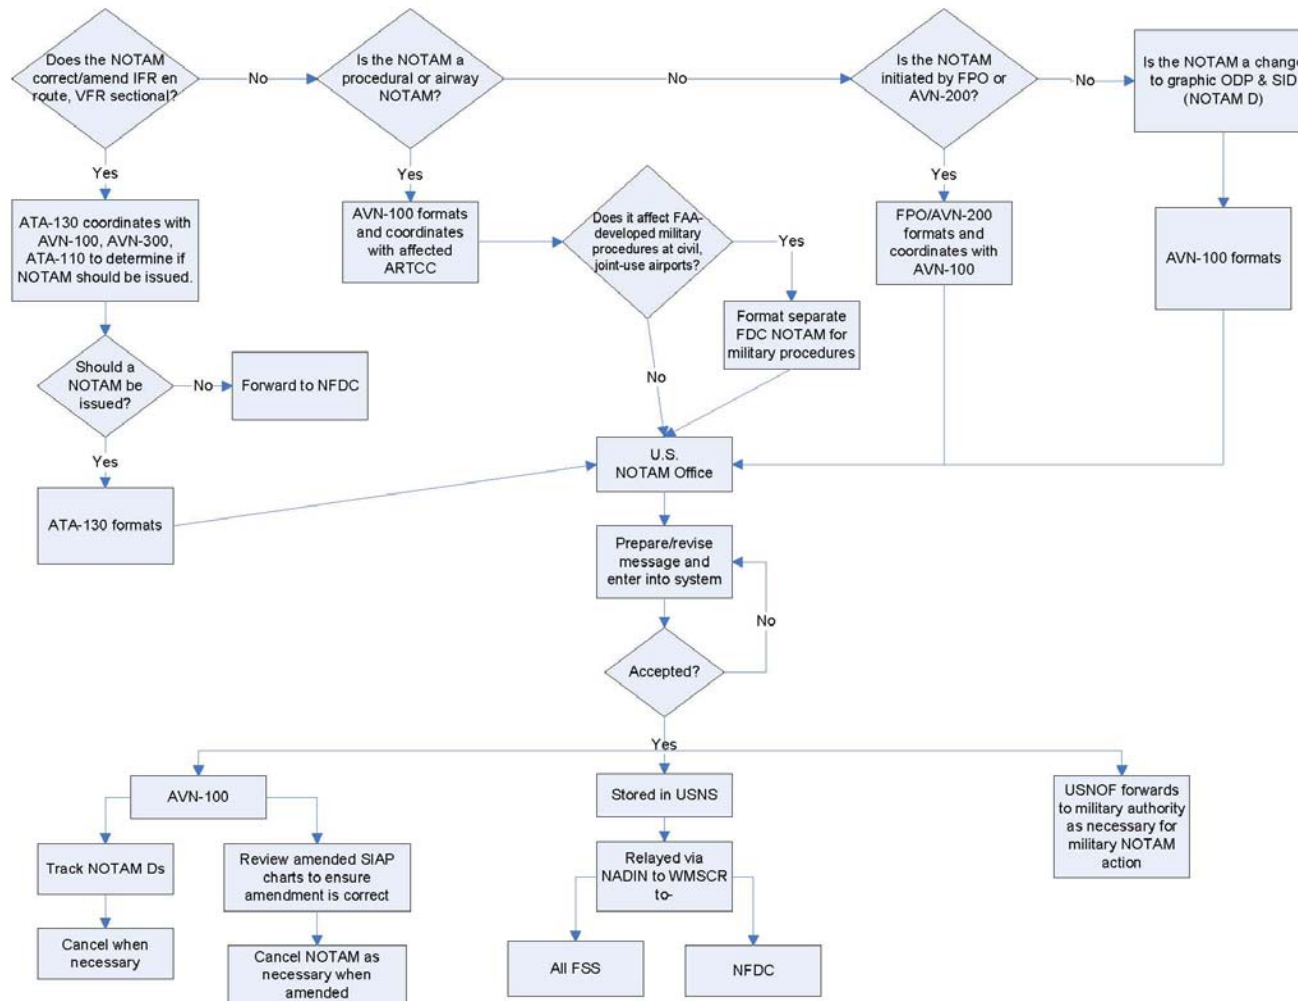 Does the NOTAM
correct/amend IFR en
route, VFR sectional?
No
Is the NOTAM a
procedural or airway
NOTAM?
No
Is the NOTAM
initiated by FPO or
AVN-200?
No
Is the NOTAM a change
to graphic ODP & SID
(NOTAM D)
Yes
Yes
Yes
ATA-130 coordinates with
AVN-100, AVN-300,
ATA-110 to determine if
NOTAM should be issued.
AVN-100 formats
and coordinates
with affected
ARTCC
Does it affect FAA-
developed military
procedures at civil,
joint-use airports?
Yes
FPO/AVN-200
formats and
coordinates with
AVN-100
AVN-100 formats
Format separate
FDC NOTAM for
military procedures
Should a
NOTAM be
issued?
No
Forward to NFDC
No
Yes
ATA-130 formats
U.S.
NOTAM Office
Prepare/revise
message and
enter into system
No
Accepted?
Yes
AVN-100
Stored in USNS
USNOF forwards
to military authority
as necessary for
military NOTAM
action
Track NOTAM Ds
Review amended SIAP
charts to ensure
amendment is correct
Relayed via
NADIN to WMSCR
to-
Cancel when
necessary
Cancel NOTAM as
necessary when
amended
All FSS
NFDC